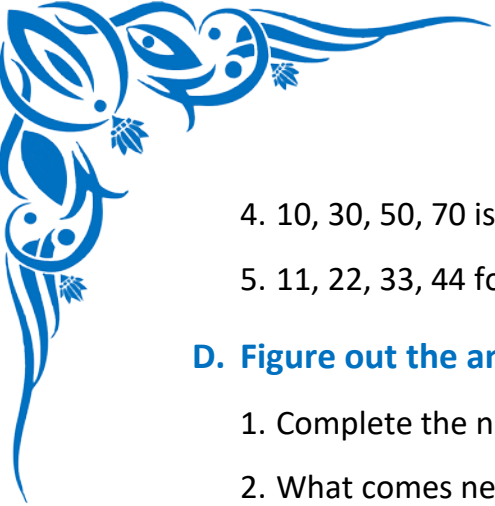 4. 10, 30, 50, 70 is
5. 11, 22, 33, 44
D. Figure out the
1. Complete the
2. What comes